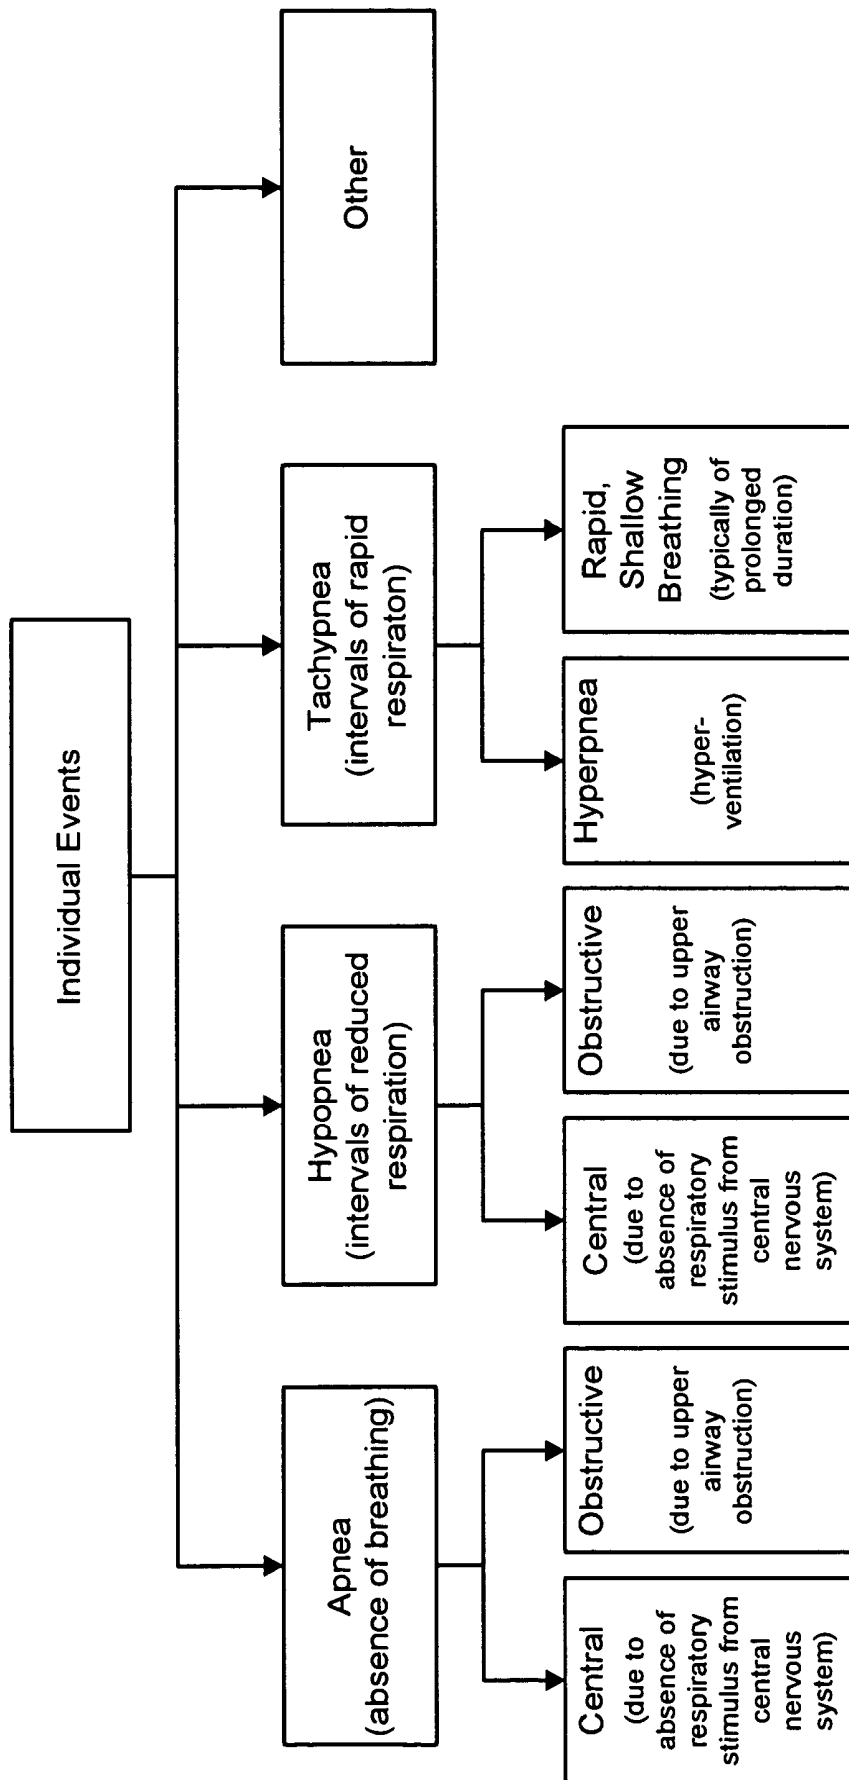 Individual Events
Apnea
(absence of breathing)
Hypopnea
(intervals of reduced
respiration)
Tachypnea
(intervals of rapid
respiraton)
Other
Central
(due to
absence of
respiratory
stimulus from
central
nervous
system)
Obstructive
(due to upper
airway
obstruction)
Central
(due to
absence of
respiratory
stimulus from
central
nervous
system)
Obstructive
(due to upper
airway
obstruction)
Hyperpnea
(hyper-
ventilation)
Rapid,
Shallow
Breathing
(typically of
prolonged
duration)